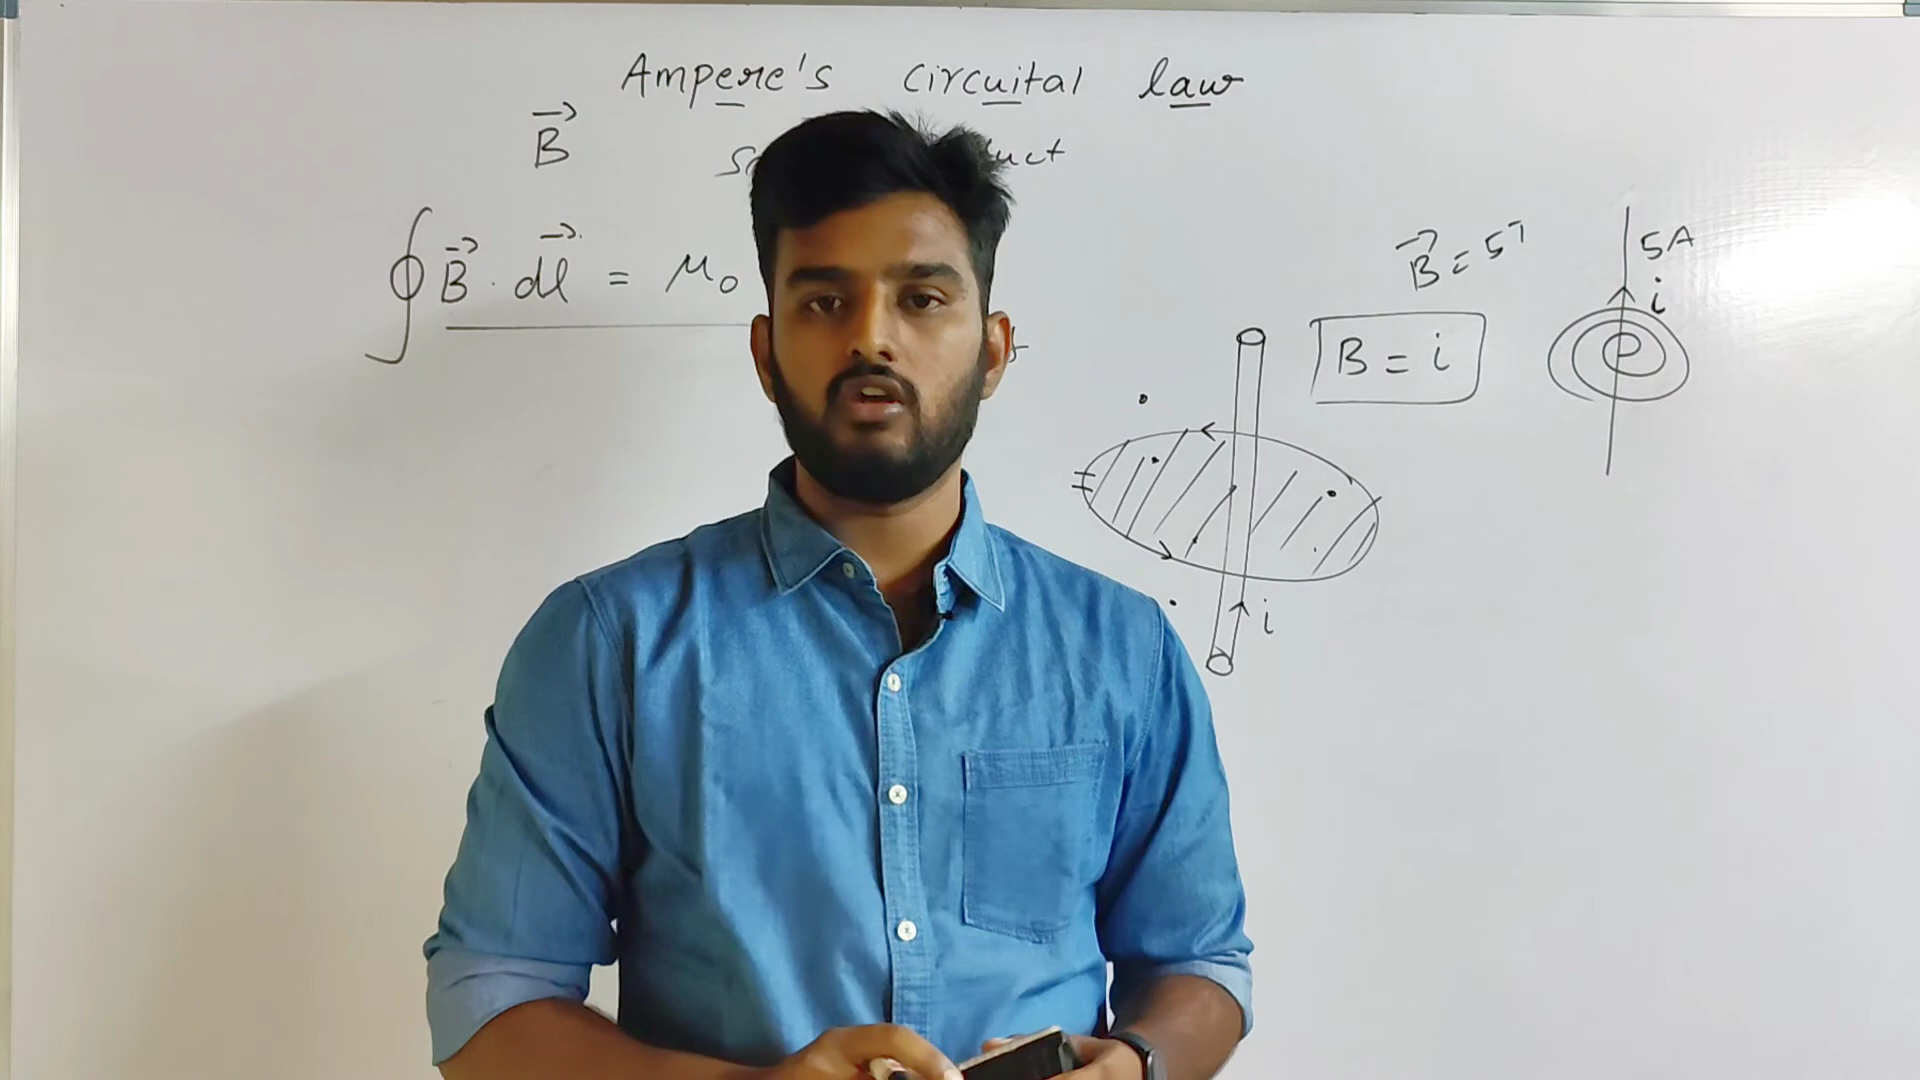 Ampere's circuital law
→B
∮ →B · →dl = μ₀
→B = 5T
5A
i
B = i
i